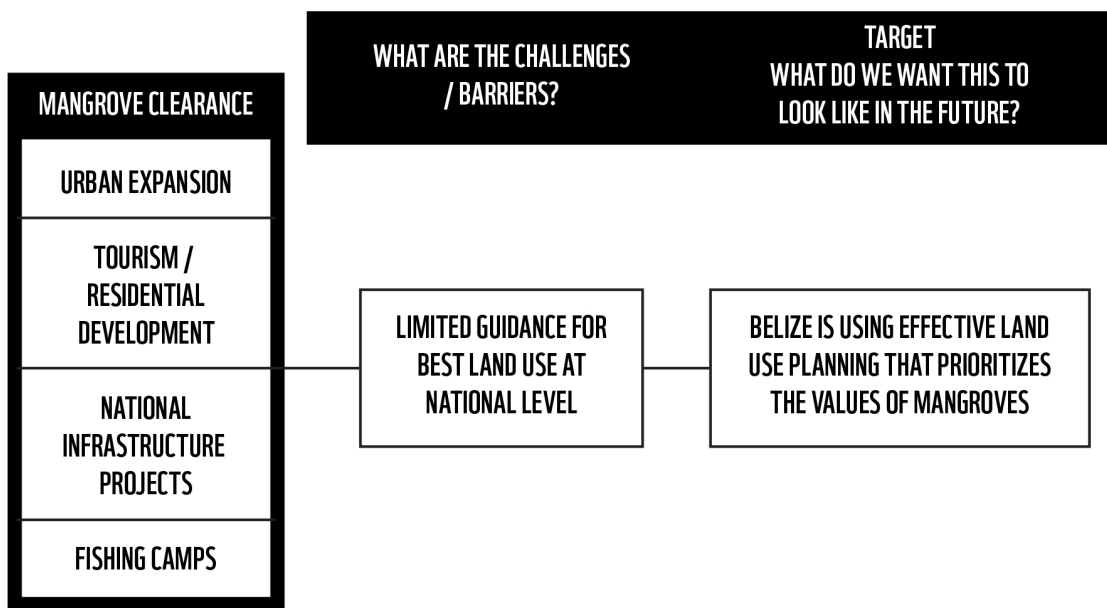 WHAT ARE THE CHALLENGES
/ BARRIERS?
TARGET
WHAT DO WE WANT THIS TO
LOOK LIKE IN THE FUTURE?
MANGROVE CLEARANCE
URBAN EXPANSION
TOURISM /
RESIDENTIAL
DEVELOPMENT
NATIONAL
INFRASTRUCTURE
PROJECTS
FISHING CAMPS
LIMITED GUIDANCE FOR
BEST LAND USE AT
NATIONAL LEVEL
BELIZE IS USING EFFECTIVE LAND
USE PLANNING THAT PRIORITIZES
THE VALUES OF MANGROVES